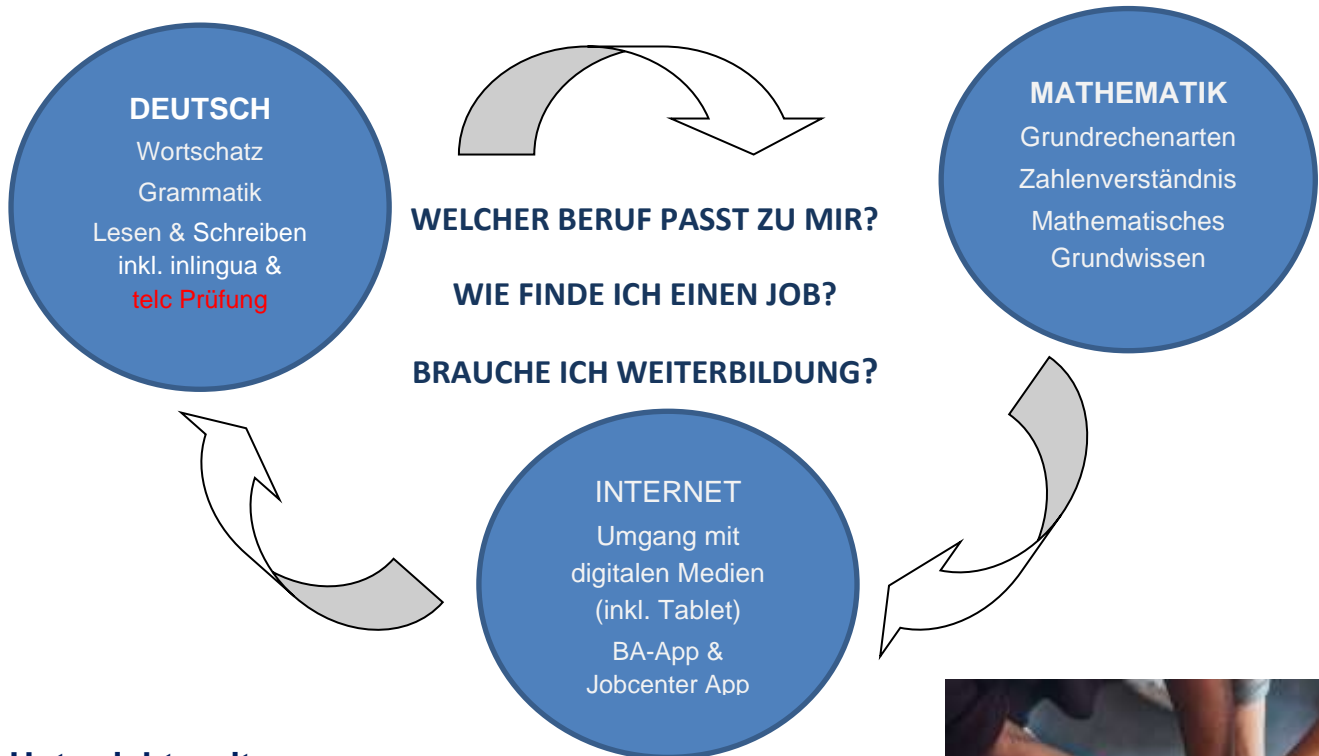 DEUTSCH
Wortschatz
Grammatik
Lesen & Schreiben
inkl. inlingua &
telc Prüfung
WELCHER BERUF PASST ZU MIR?
WIE FINDE ICH EINEN JOB?
BRAUCHE ICH WEITERBILDUNG?
MATHEMATIK
Grundrechenarten
Zahlenverständnis
Mathematisches
Grundwissen
INTERNET
Umgang mit
digitalen Medien
(inkl. Tablet)
BA-App &
Jobcenter App